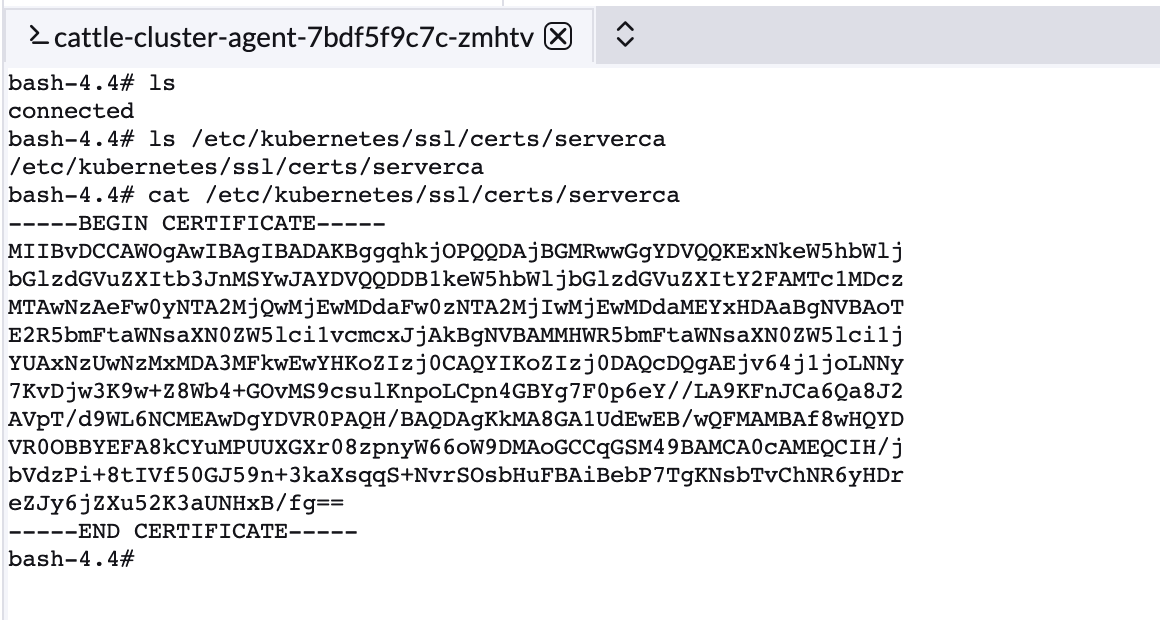 cattle-cluster-agent-7bdf5f9c7c-zmhtv
bash-4.4# ls
connected
bash-4.4# ls /etc/kubernetes/ssl/certs/serverca
/etc/kubernetes/ssl/certs/serverca
bash-4.4# cat /etc/kubernetes/ssl/certs/serverca
-----BEGIN CERTIFICATE-----
MIIBvDCCAWOgAwIBAgIBADAKBggqhkjOPQQDAjBGMRwwGgYDVQQKExNkeW5hbWlj
bGlzdGVuZXItb3JnMSYwJAYDVQQDDB1keW5hbWljbGlzdGVuZXItY2FAMTc1MDcz
MTAwNzAeFw0yNTA2MjQwMjEwMDdaFw0zNTA2MjIwMjEwMDdaMEYxHDAaBgNVBAoT
E2R5bmFtaWNsaXN0ZW5lci1vcmcxJjAkBgNVBAMMHWR5bmFtaWNsaXN0ZW5lci1j
YUAxNzUwNzMxMDA3MFkwEwYHKoZIzj0CAQYIKoZIzj0DAQcDQgAEjv64j1joLNNy
7KvDjw3K9w+Z8Wb4+GOvMS9csulKnpoLCpn4GBYg7F0p6eY//LA9KFnJCa6Qa8J2
AVpT/d9WL6NCMEAwDgYDVR0PAQH/BAQDAgKkMA8GA1UdEwEB/wQFMAMBAf8wHQYD
VR0OBBYEFA8kCYuMPUUXGXr08zpnyW66oW9DMAoGCCqGSM49BAMCA0cAMEQCIH/j
bVdzPi+8tIVf50GJ59n+3kaXsqqS+NvrSOsbHuFBAiBebP7TgKNsbTvChNR6yHDr
eZJy6jZXu52K3aUNHxB/fg==
-----END CERTIFICATE-----
bash-4.4#